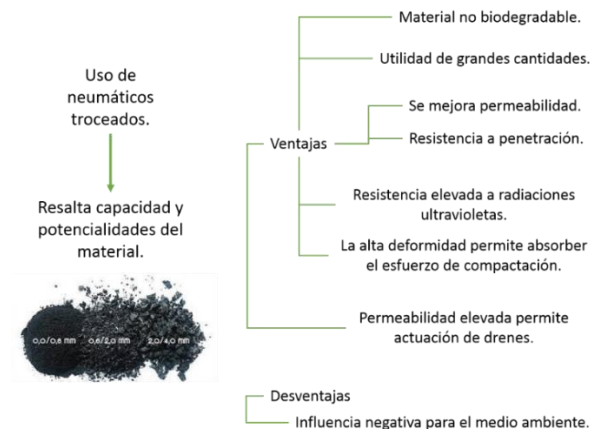 Uso de
neumáticos
troceados.
Resalta capacidad y
potencialidades del
material.
0,0/0,6 mm
0,6/2,0 mm
2,0/4,0 mm
Ventajas
Material no biodegradable.
Utilidad de grandes cantidades.
Se mejora permeabilidad.
Resistencia a penetración.
Resistencia elevada a radiaciones
ultravioletas.
La alta deformidad permite absorber
el esfuerzo de compactación.
Permeabilidad elevada permite
actuación de drenes.
Desventajas
Influencia negativa para el medio ambiente.